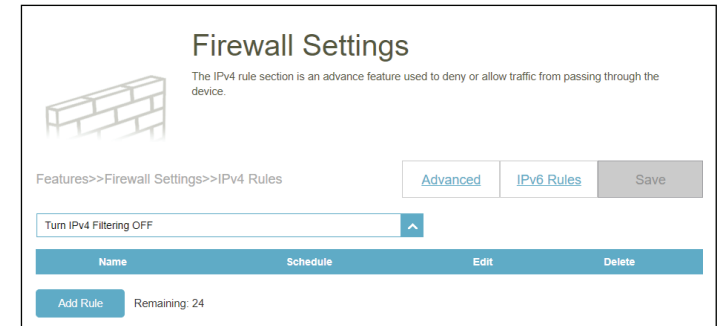 Firewall Settings
The IPv4 rule section is an advance feature used to deny or allow traffic from passing through the
device.
Features>>Firewall Settings>>IPv4 Rules
Advanced
IPv6 Rules
Save
Turn IPv4 Filtering OFF
Name Schedule Edit Delete
Add Rule Remaining: 24